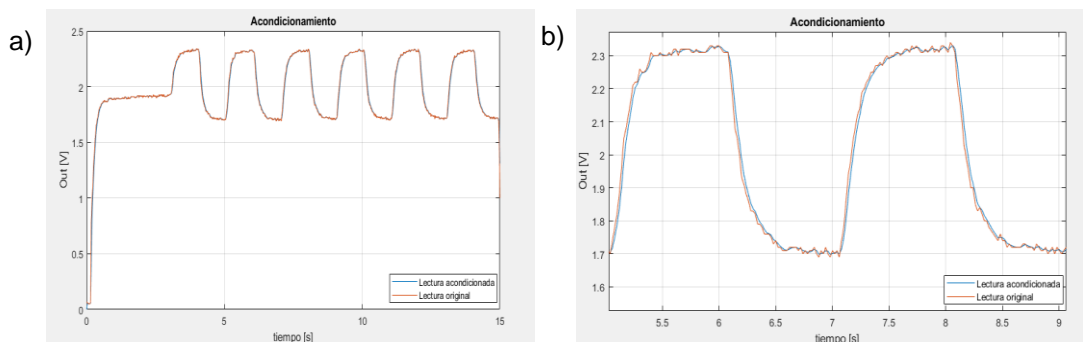 a)
Acondicionamiento
2.5
2
1.5
1
0.5
0
Out [V]
0
5
10
15
tiempo [s]
Lectura acondicionada
Lectura original
b)
Acondicionamiento
2.3
2.2
2.1
2
1.9
1.8
1.7
1.6
Out [V]
5.5
6
6.5
7
7.5
8
8.5
9
tiempo [s]
Lectura acondicionada
Lectura original